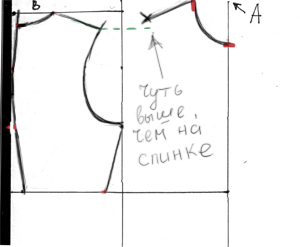 В
А
чуть
выше,
чем на
спинке